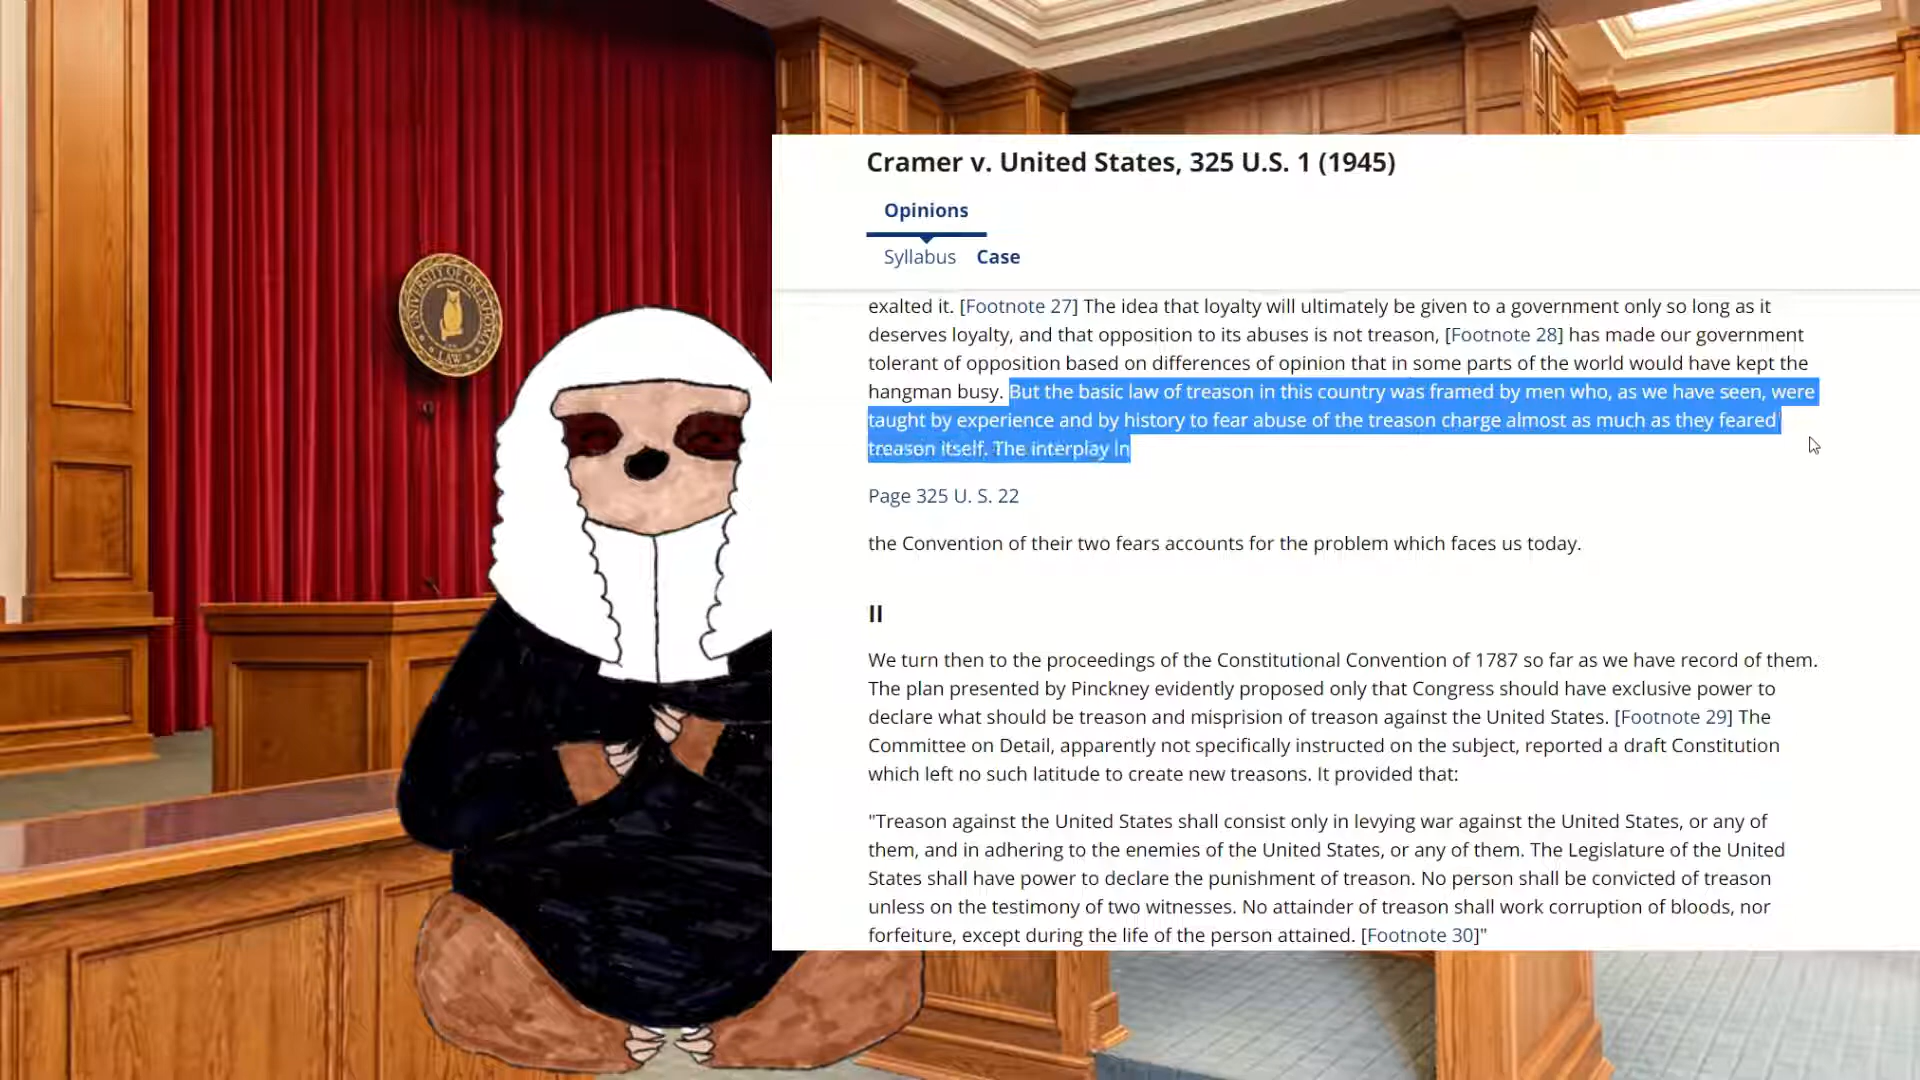 UNIVERSITY OF OKLAHOMA
LAW
Cramer v. United States, 325 U.S. 1 (1945)
Opinions
Syllabus Case
exalted it. [Footnote 27] The idea that loyalty will ultimately be given to a government only so long as it
deserves loyalty, and that opposition to its abuses is not treason, [Footnote 28] has made our government
tolerant of opposition based on differences of opinion that in some parts of the world would have kept the
hangman busy. But the basic law of treason in this country was framed by men who, as we have seen, were
taught by experience and by history to fear abuse of the treason charge almost as much as they feared
treason itself. The interplay in
Page 325 U. S. 22
the Convention of their two fears accounts for the problem which faces us today.
II
We turn then to the proceedings of the Constitutional Convention of 1787 so far as we have record of them.
The plan presented by Pinckney evidently proposed only that Congress should have exclusive power to
declare what should be treason and misprision of treason against the United States. [Footnote 29] The
Committee on Detail, apparently not specifically instructed on the subject, reported a draft Constitution
which left no such latitude to create new treasons. It provided that:
"Treason against the United States shall consist only in levying war against the United States, or any of
them, and in adhering to the enemies of the United States, or any of them. The Legislature of the United
States shall have power to declare the punishment of treason. No person shall be convicted of treason
unless on the testimony of two witnesses. No attainder of treason shall work corruption of bloods, nor
forfeiture, except during the life of the person attained. [Footnote 30]"